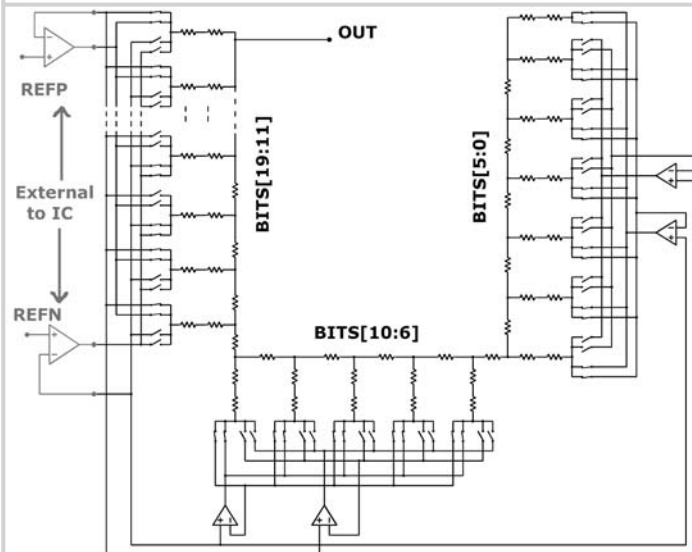 OUT
REFP
BITS[19:11]
BITS[5:0]
External
to IC
REFN
BITS[10:6]